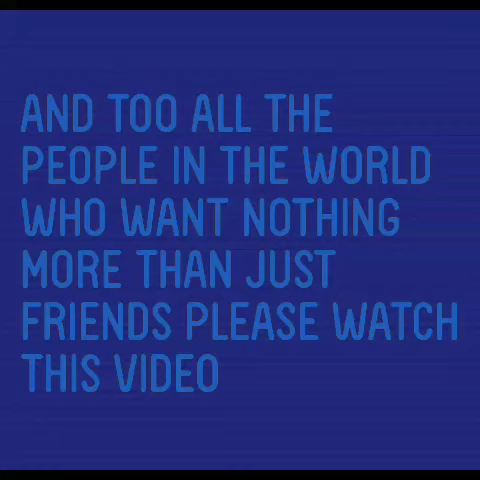 AND TOO ALL THE
PEOPLE IN THE WORLD
WHO WANT NOTHING
MORE THAN JUST
FRIENDS PLEASE WATCH
THIS VIDEO